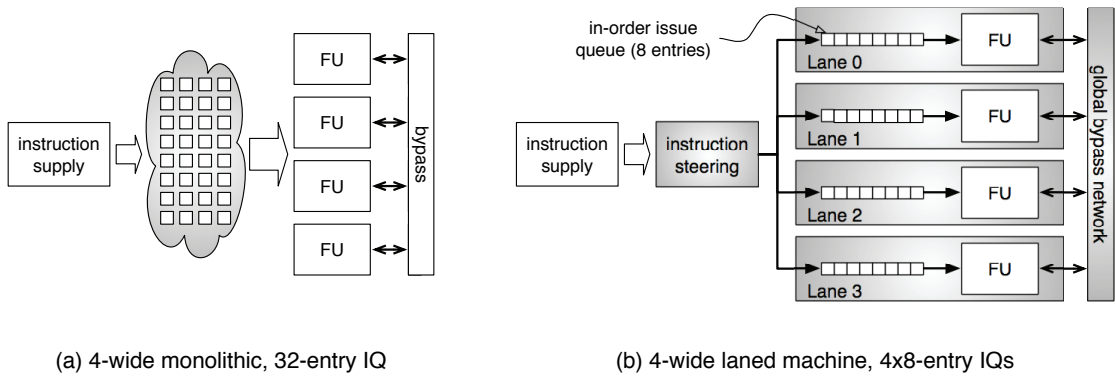 instruction
supply
FU
FU
FU
FU
bypass
(a) 4-wide monolithic, 32-entry IQ
in-order issue
queue (8 entries)
instruction
supply
instruction
steering
FU
Lane 0
FU
Lane 1
FU
Lane 2
FU
Lane 3
global bypass network
(b) 4-wide laned machine, 4x8-entry IQs